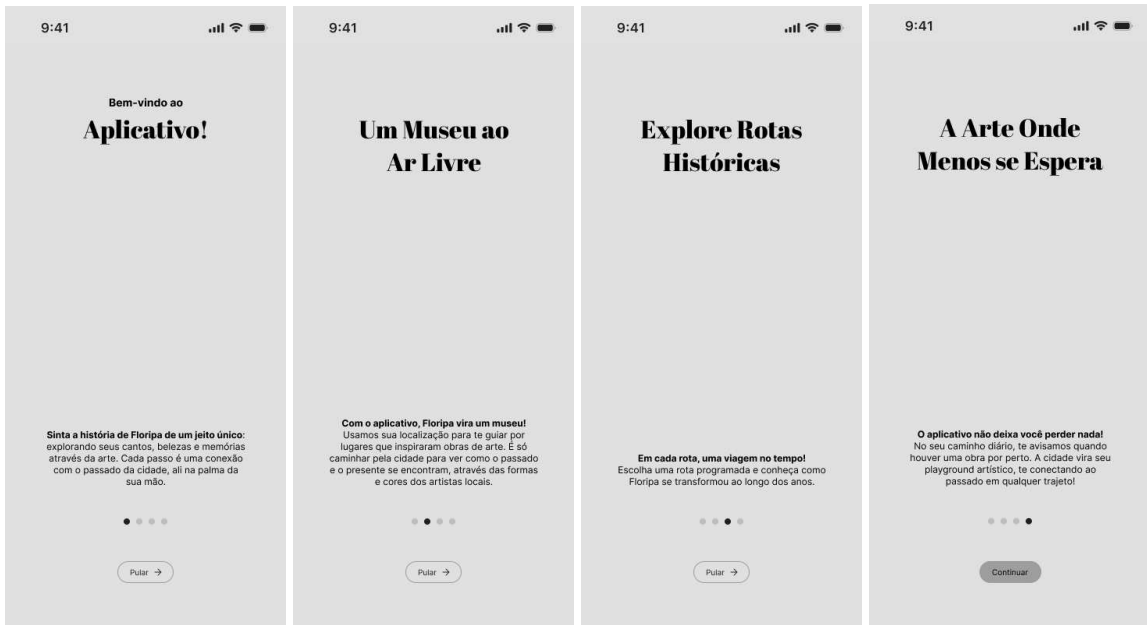 9:41
Bem-vindo ao
Aplicativo!
Sinta a história de Floripa de um jeito único:
explorando seus cantos, belezas e memórias
através da arte. Cada passo é uma conexão
com o passado da cidade, ali na palma da
sua mão.
Pular →
9:41
Um Museu ao
Ar Livre
Com o aplicativo, Floripa vira um museu!
Usamos sua localização para te guiar por
lugares que inspiraram obras de arte. É só
caminhar pela cidade para ver como o passado
e o presente se encontram, através das formas
e cores dos artistas locais.
Pular →
9:41
Explore Rotas
Históricas
Em cada rota, uma viagem no tempo!
Escolha uma rota programada e conheça como
Floripa se transformou ao longo dos anos.
Pular →
9:41
A Arte Onde
Menos se Espera
O aplicativo não deixa você perder nada!
No seu caminho diário, te avisamos quando
houver uma obra por perto. A cidade vira seu
playground artístico, te conectando ao
passado em qualquer trajeto!
Continuar